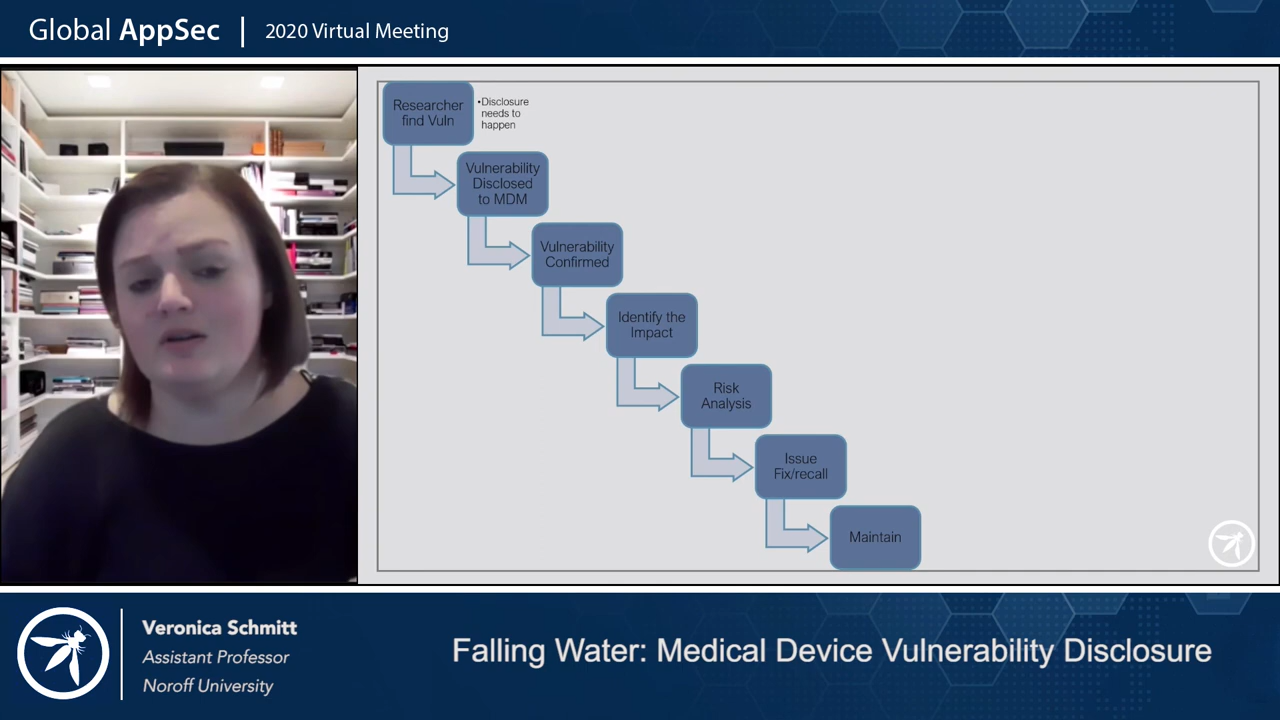 Global AppSec | 2020 Virtual Meeting
Researcher
find Vuln
•Disclosure
needs to
happen
Vulnerability
Disclosed
to MDM
Vulnerability
Confirmed
Identify the
Impact
Risk
Analysis
Issue
Fix/recall
Maintain
Veronica Schmitt
Assistant Professor
Noroff University
Falling Water: Medical Device Vulnerability Disclosure